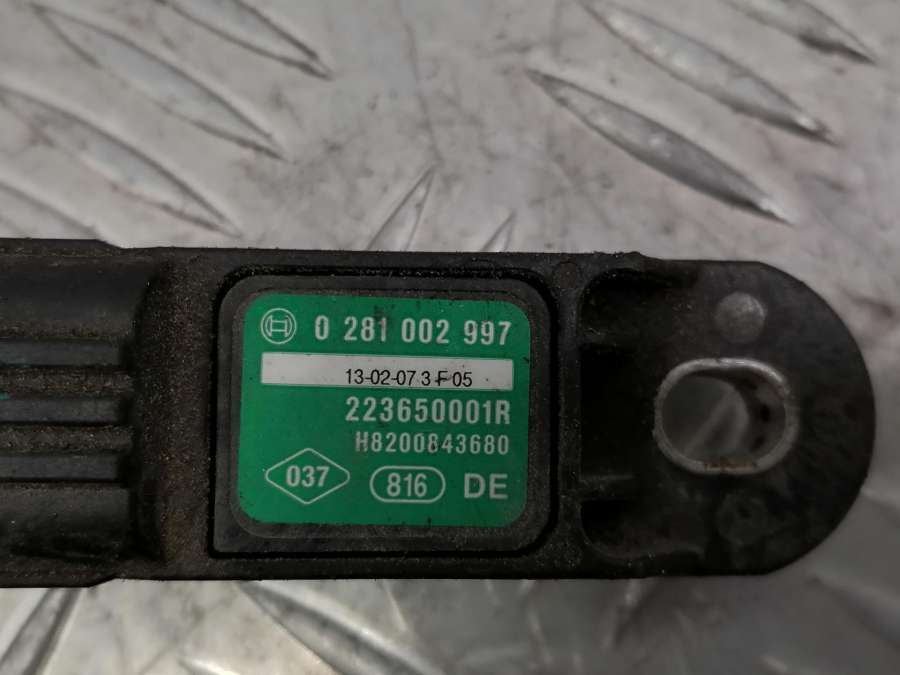 0 281 002 997
13-02-07 3 F 05
223650001R
H8200843680
037 816 DE